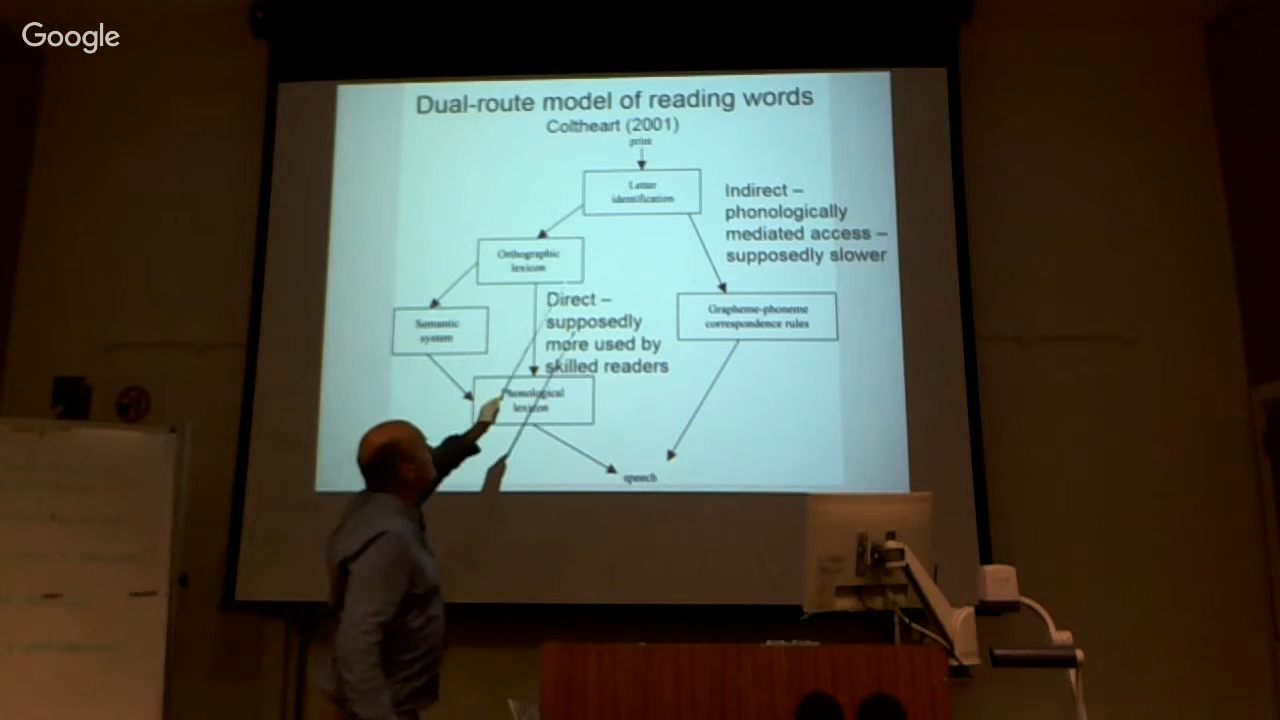 Google
Dual-route model of reading words
Coltheart (2001)
print
Letter
identification
Indirect –
phonologically
mediated access –
supposedly slower
Orthographic
lexicon
Direct –
supposedly
more used by
skilled readers
Semantic
system
Grapheme-phoneme
correspondence rules
Phonological
lexicon
speech